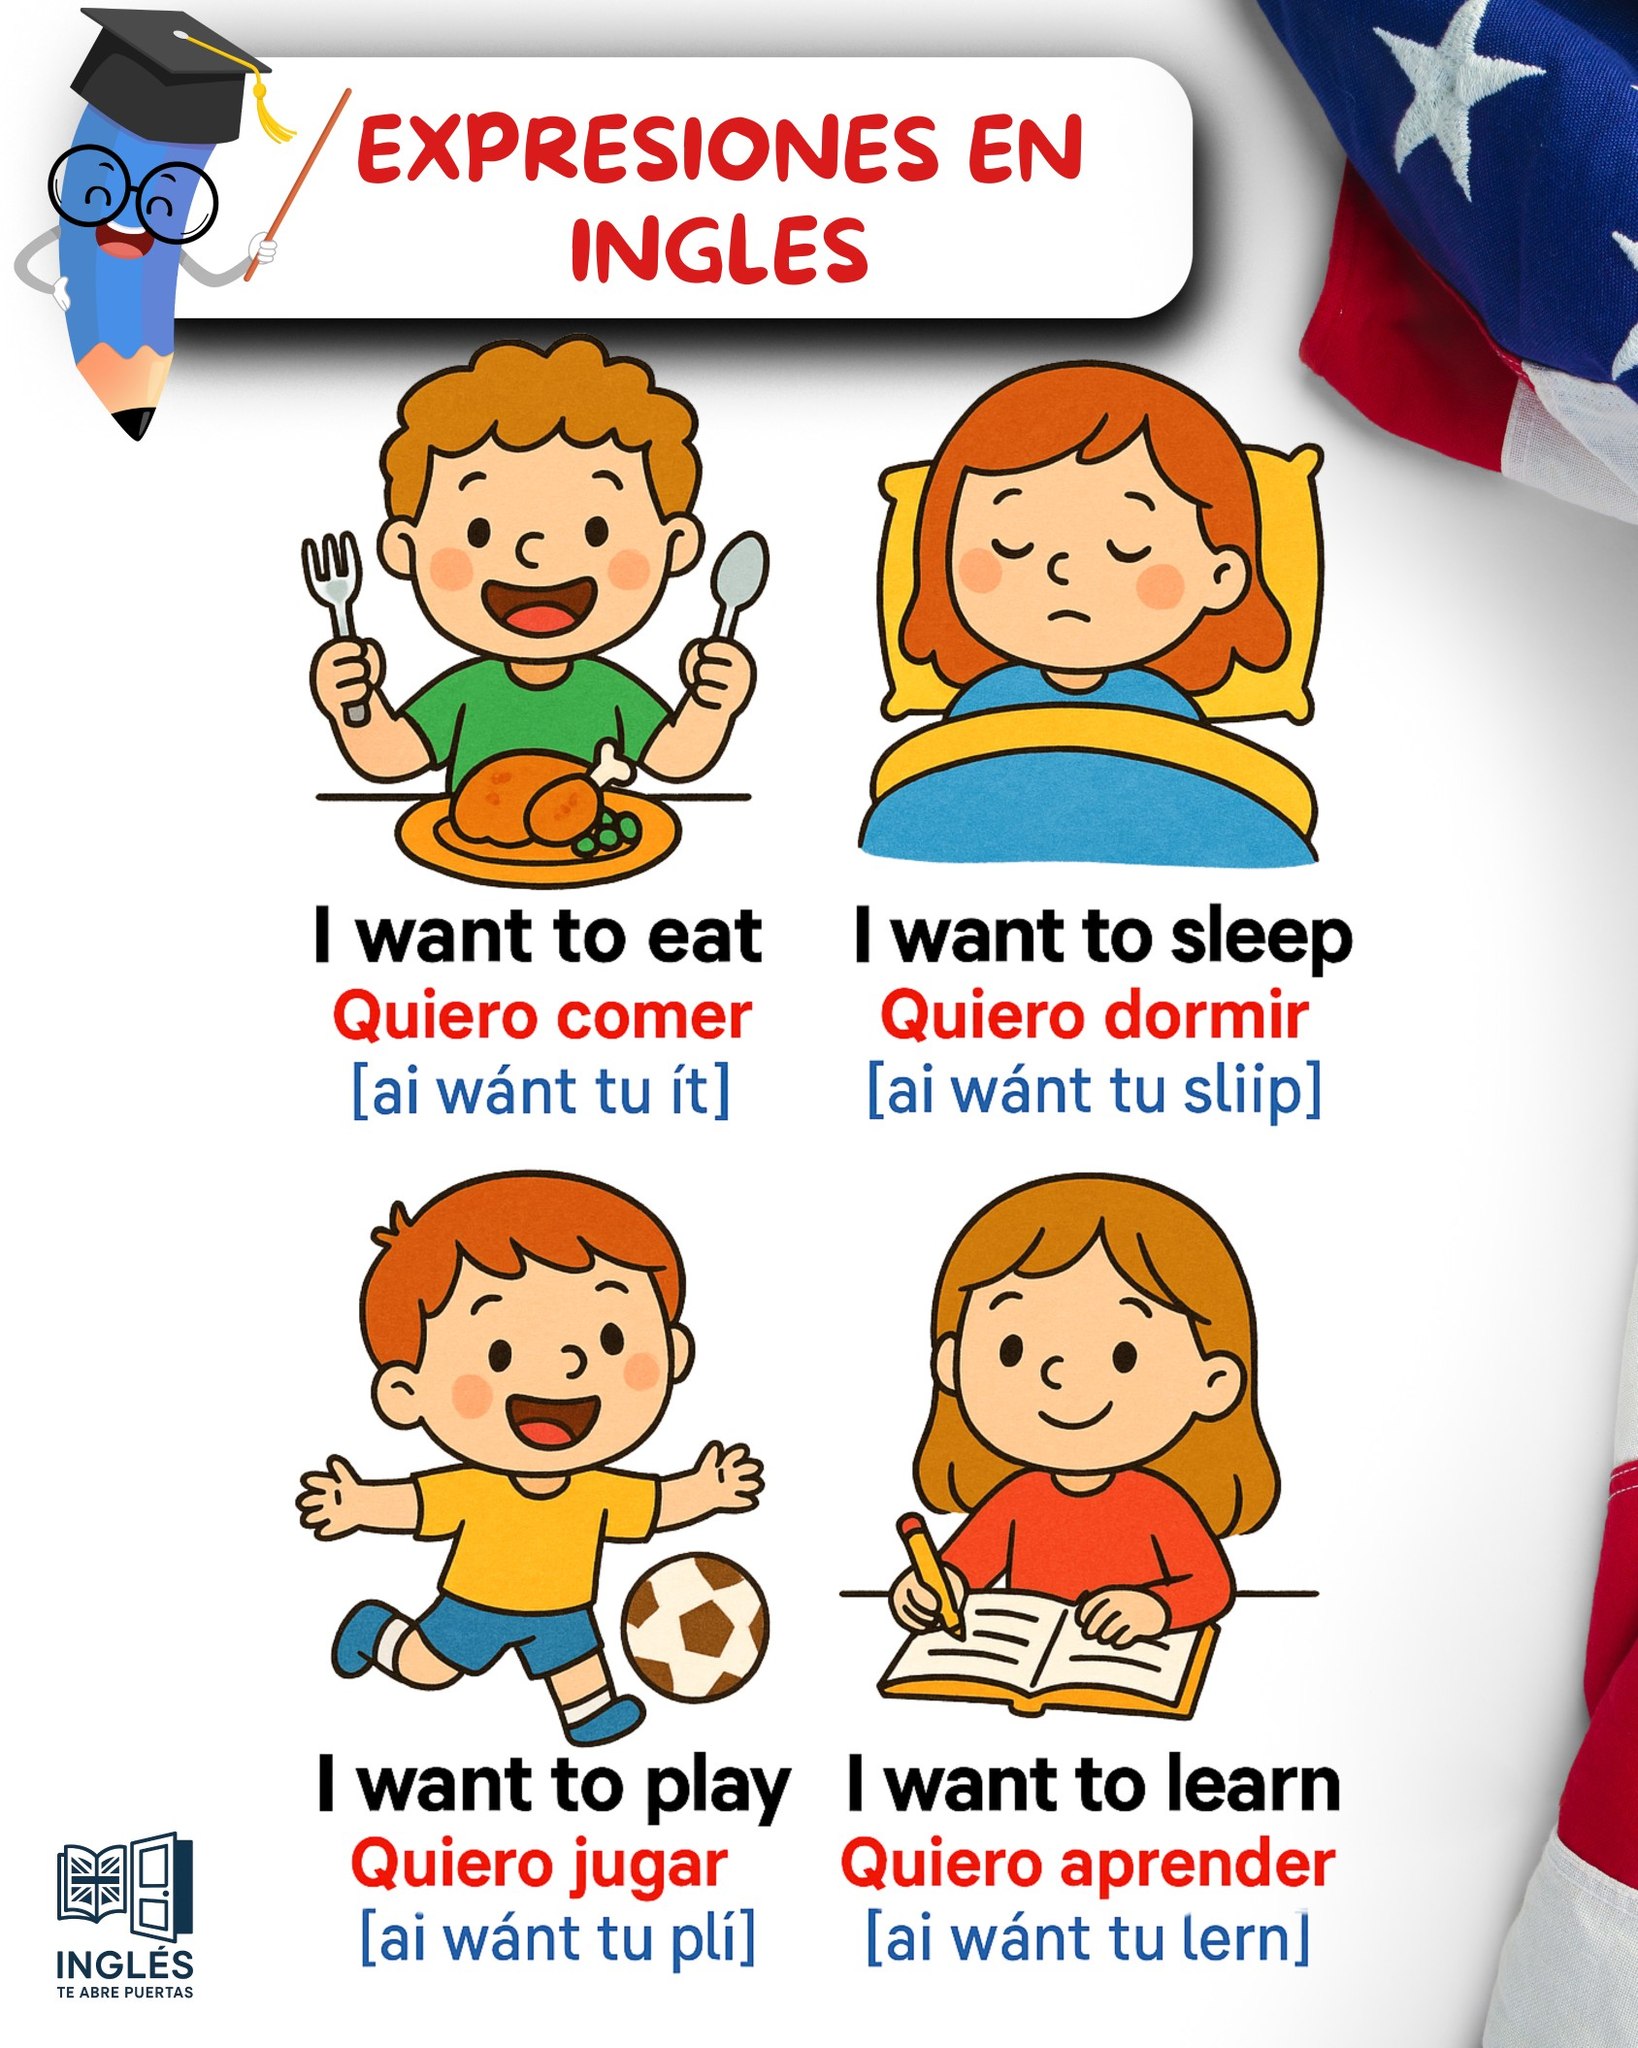 EXPRESIONES EN
INGLES
I want to eat
Quiero comer
[ai wánt tu ít]
I want to sleep
Quiero dormir
[ai wánt tu sliip]
I want to play
Quiero jugar
[ai wánt tu plí]
I want to learn
Quiero aprender
[ai wánt tu lern]
INGLÉS
TE ABRE PUERTAS